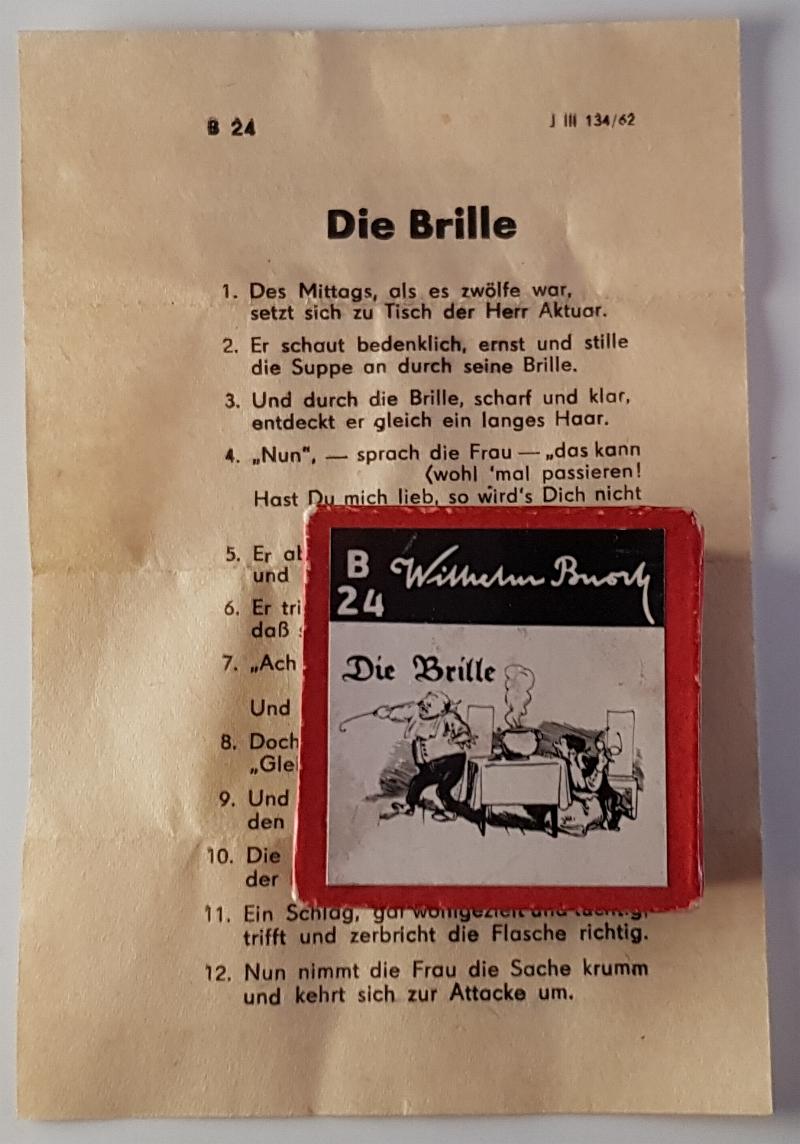 B 24
J III 134/62
Die Brille
1. Des Mittags, als es zwölfe war,
setzt sich zu Tisch der Herr Aktuar.
2. Er schaut bedenklich, ernst und stille
die Suppe an durch seine Brille.
3. Und durch die Brille, scharf und klar,
entdeckt er gleich ein langes Haar.
4. „Nun“, — sprach die Frau — „das kann
(wohl 'mal passieren!
Hast Du mich lieb, so wird's Dich nicht
5. Er
und
6. Er
daß
7. „Ach
Und
8. Doch
9. Und
den
10. Die
der
11. Ein Schlag, gar wohlgezielt und
trifft und zerbricht die Flasche richtig.
12. Nun nimmt die Frau die Sache krumm
und kehrt sich zur Attacke um.
B
24
Wilhelm Busch
Die Brille